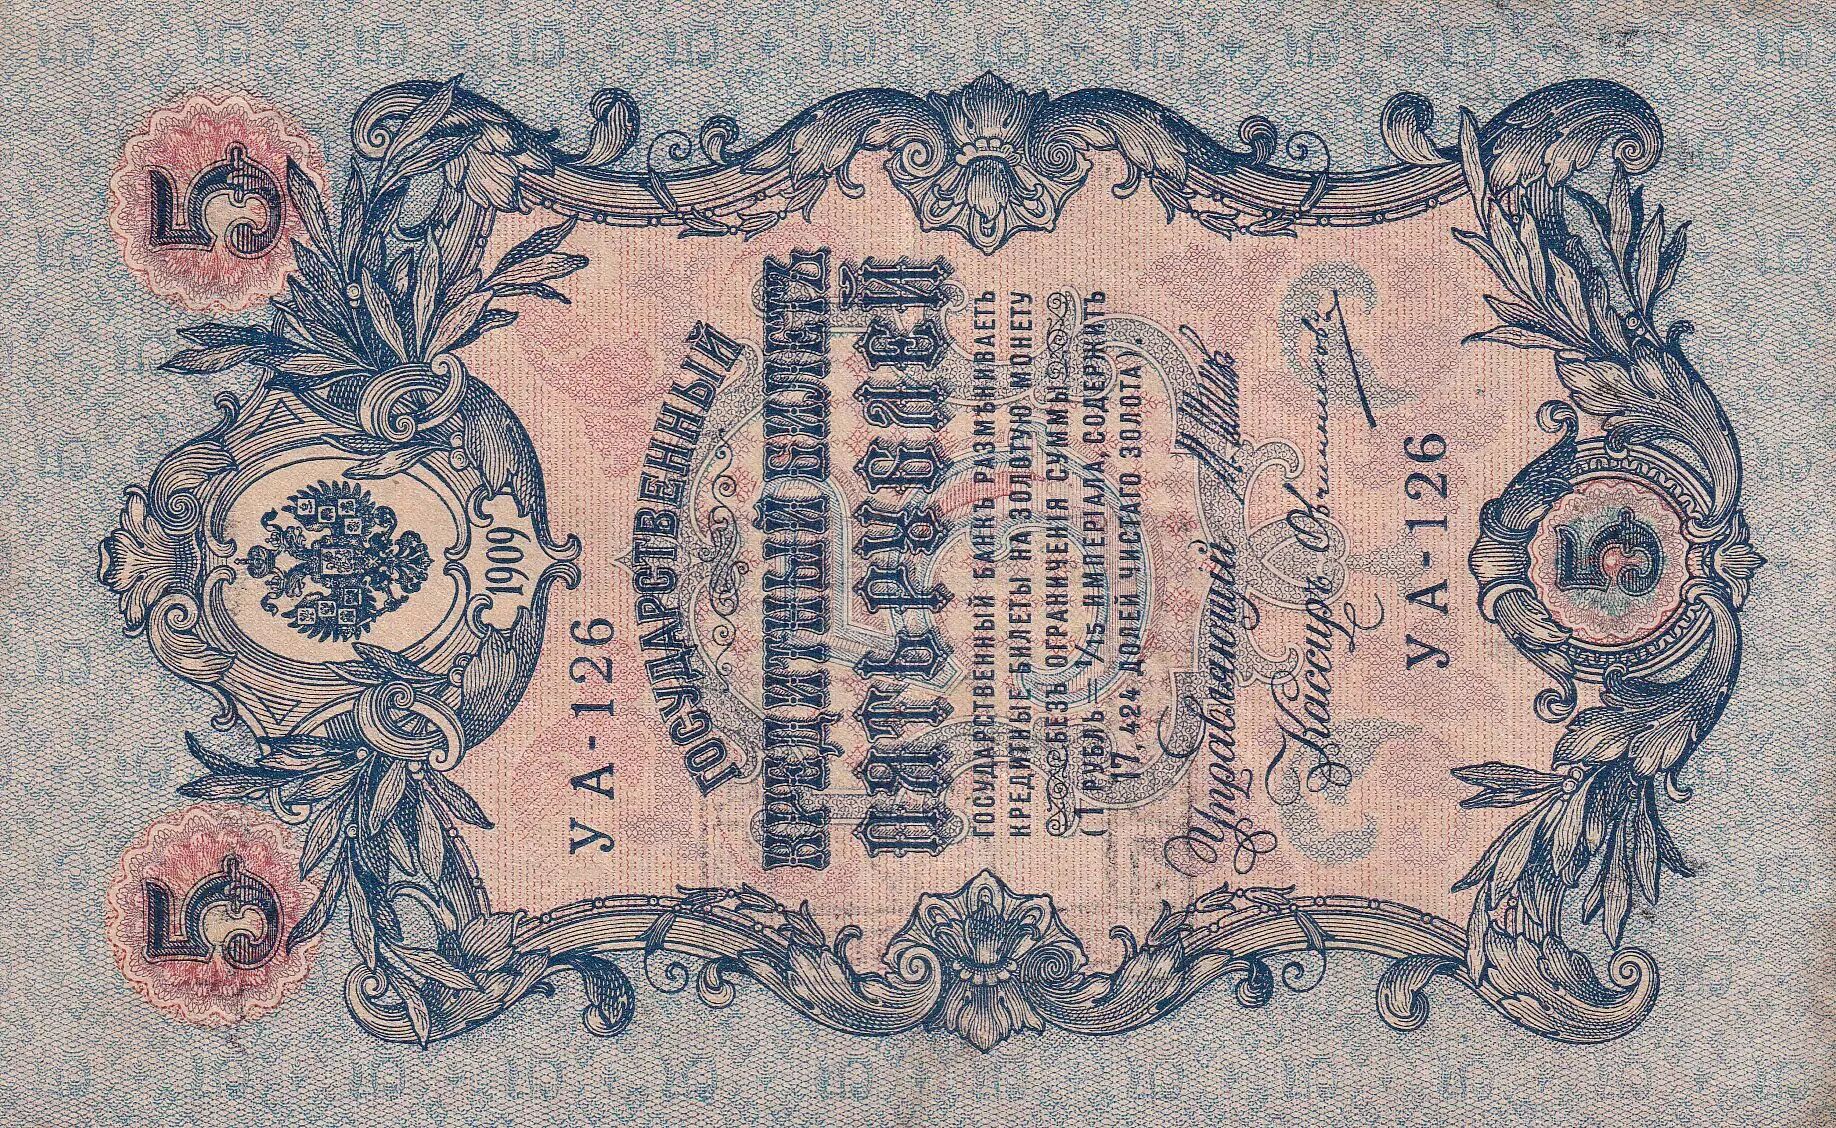 5 5
1909
УА-126
ГОСУДАРСТВЕННЫЙ
КРЕДИТНЫЙ БИЛЕТЪ
ПЯТЬ РУБЛЕЙ
ГОСУДАРСТВЕННЫЙ БАНКЪ РАЗМѢНИВАЕТЪ
КРЕДИТНЫЕ БИЛЕТЫ НА ЗОЛОТУЮ МОНЕТУ
БЕЗЪ ОГРАНИЧЕНІЯ СУММЫ
(1 РУБЛЬ = 1/15 ИМПЕРІАЛА, СОДЕРЖИТЪ
17,424 ДОЛЕЙ ЧИСТАГО ЗОЛОТА).
Управляющій
Кассиръ Овчинниковъ
УА-126
5